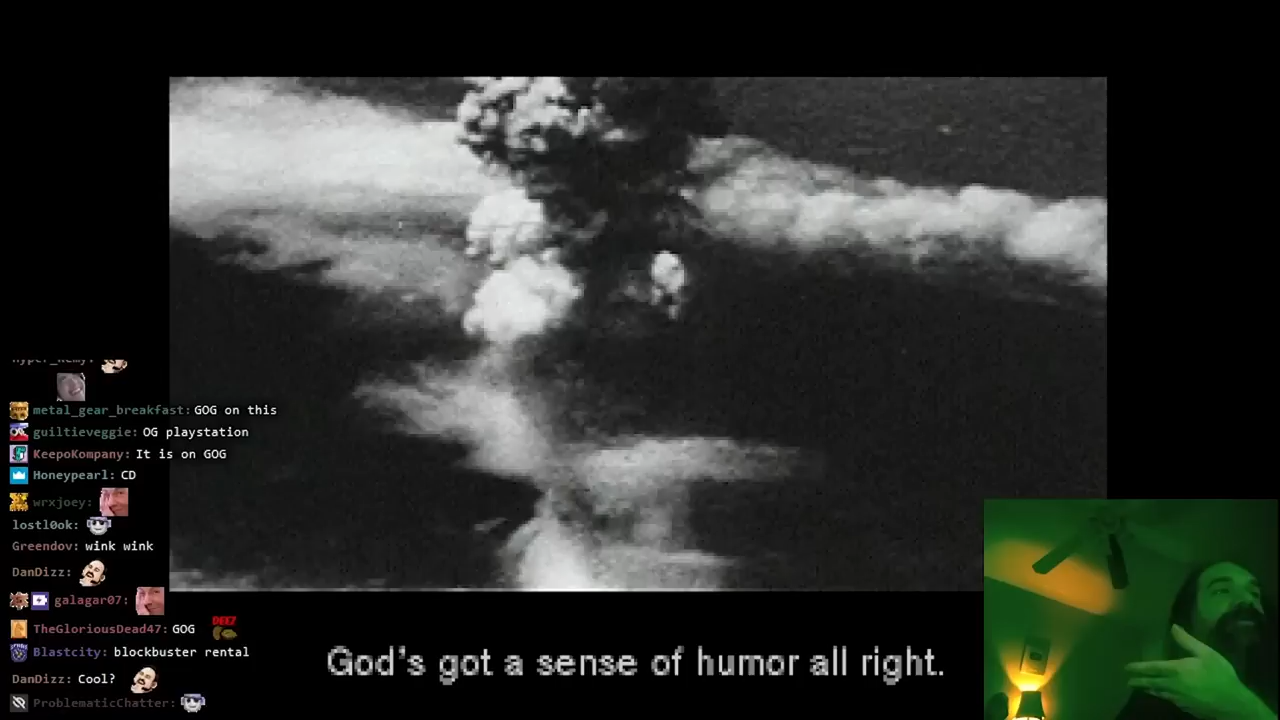 metal_gear_breakfast: GOG on this
guiltieveggie: OG playstation
KeepoKompany: It is on GOG
Honeypearl: CD
wrxjoey:
lostl0ok:
Greendov: wink wink
DanDizz:
galagar07:
TheGloriousDead47: GOG DEEZ
Blastcity: blockbuster rental
DanDizz: Cool?
ProblematicChatter:
God's got a sense of humor all right.